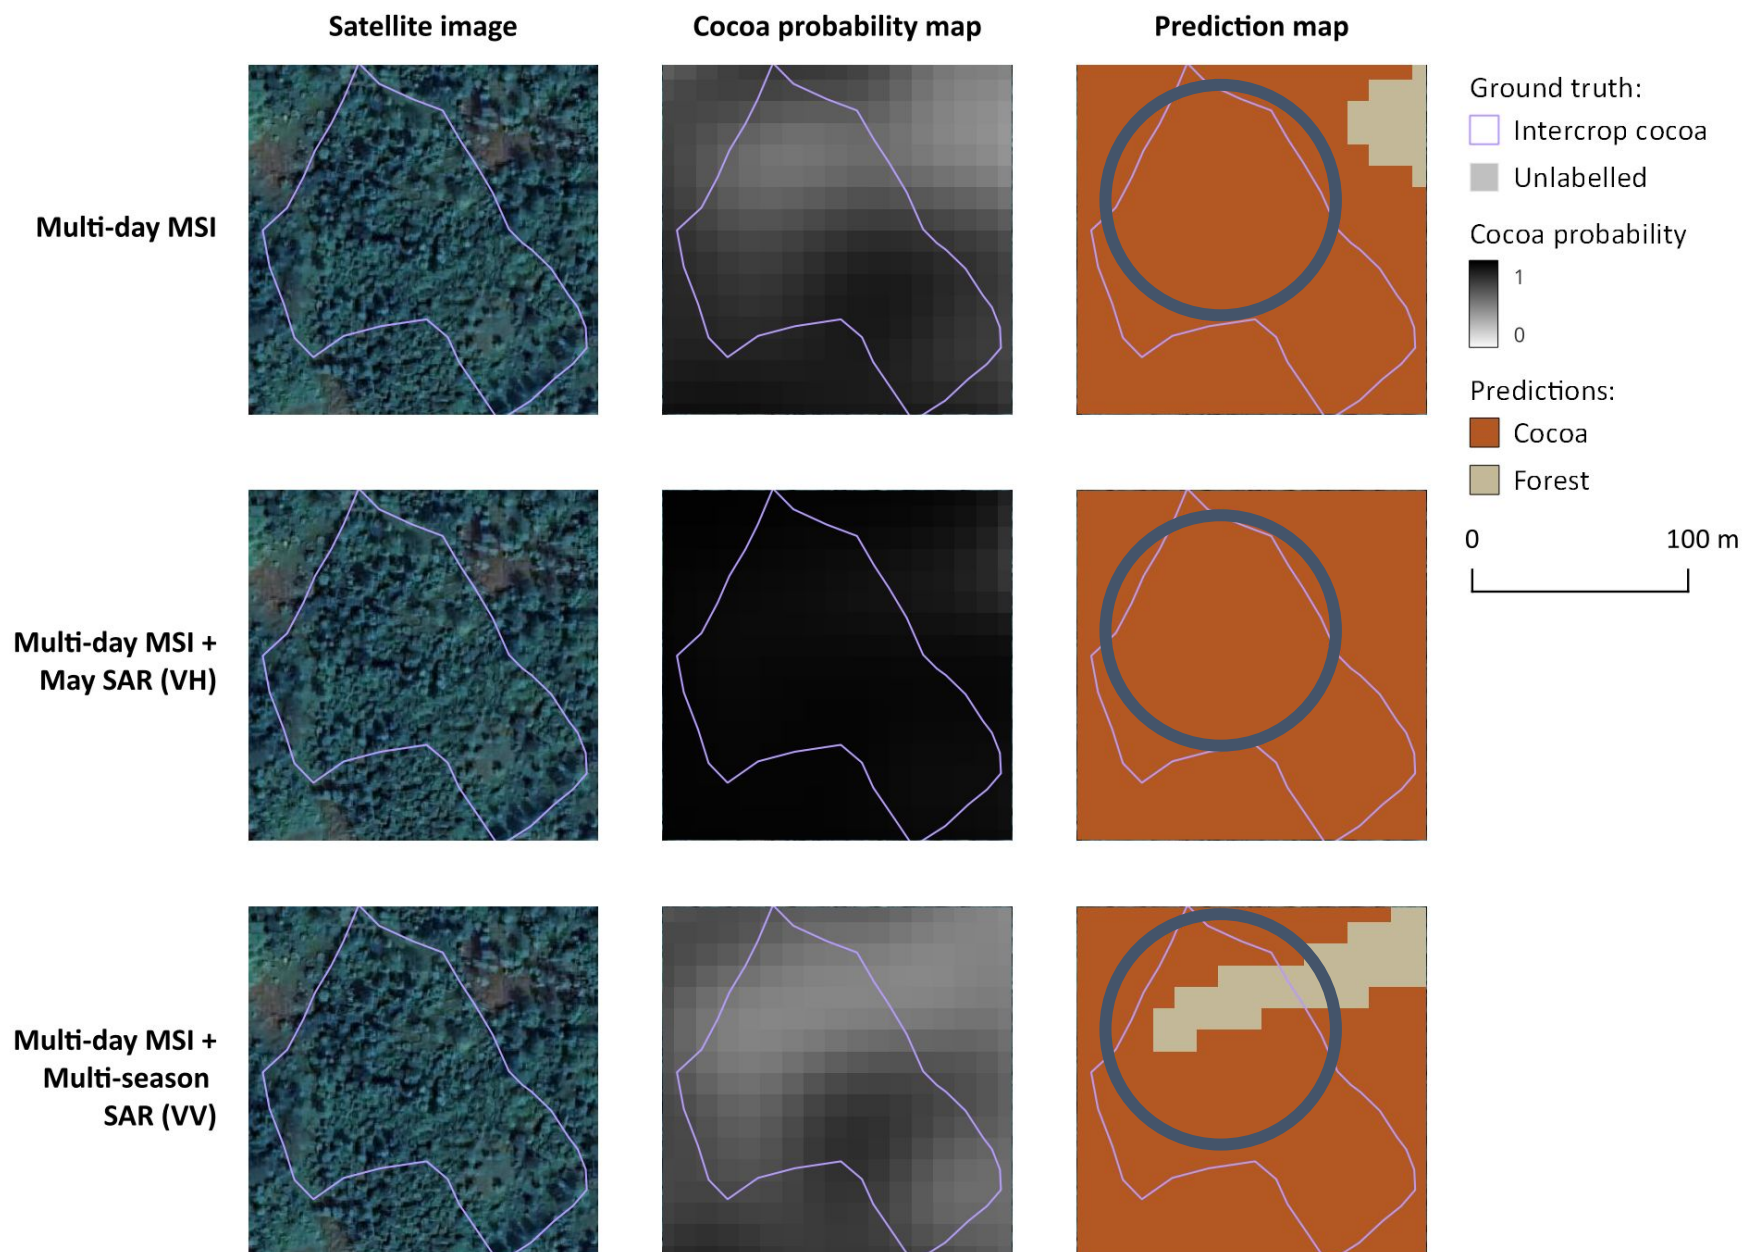 Satellite image
Cocoa probability map
Prediction map
Multi-day MSI
Multi-day MSI +
May SAR (VH)
Multi-day MSI +
Multi-season
SAR (VV)
Ground truth:
Intercrop cocoa
Unlabelled
Cocoa probability
1
0
Predictions:
Cocoa
Forest
0 100 m